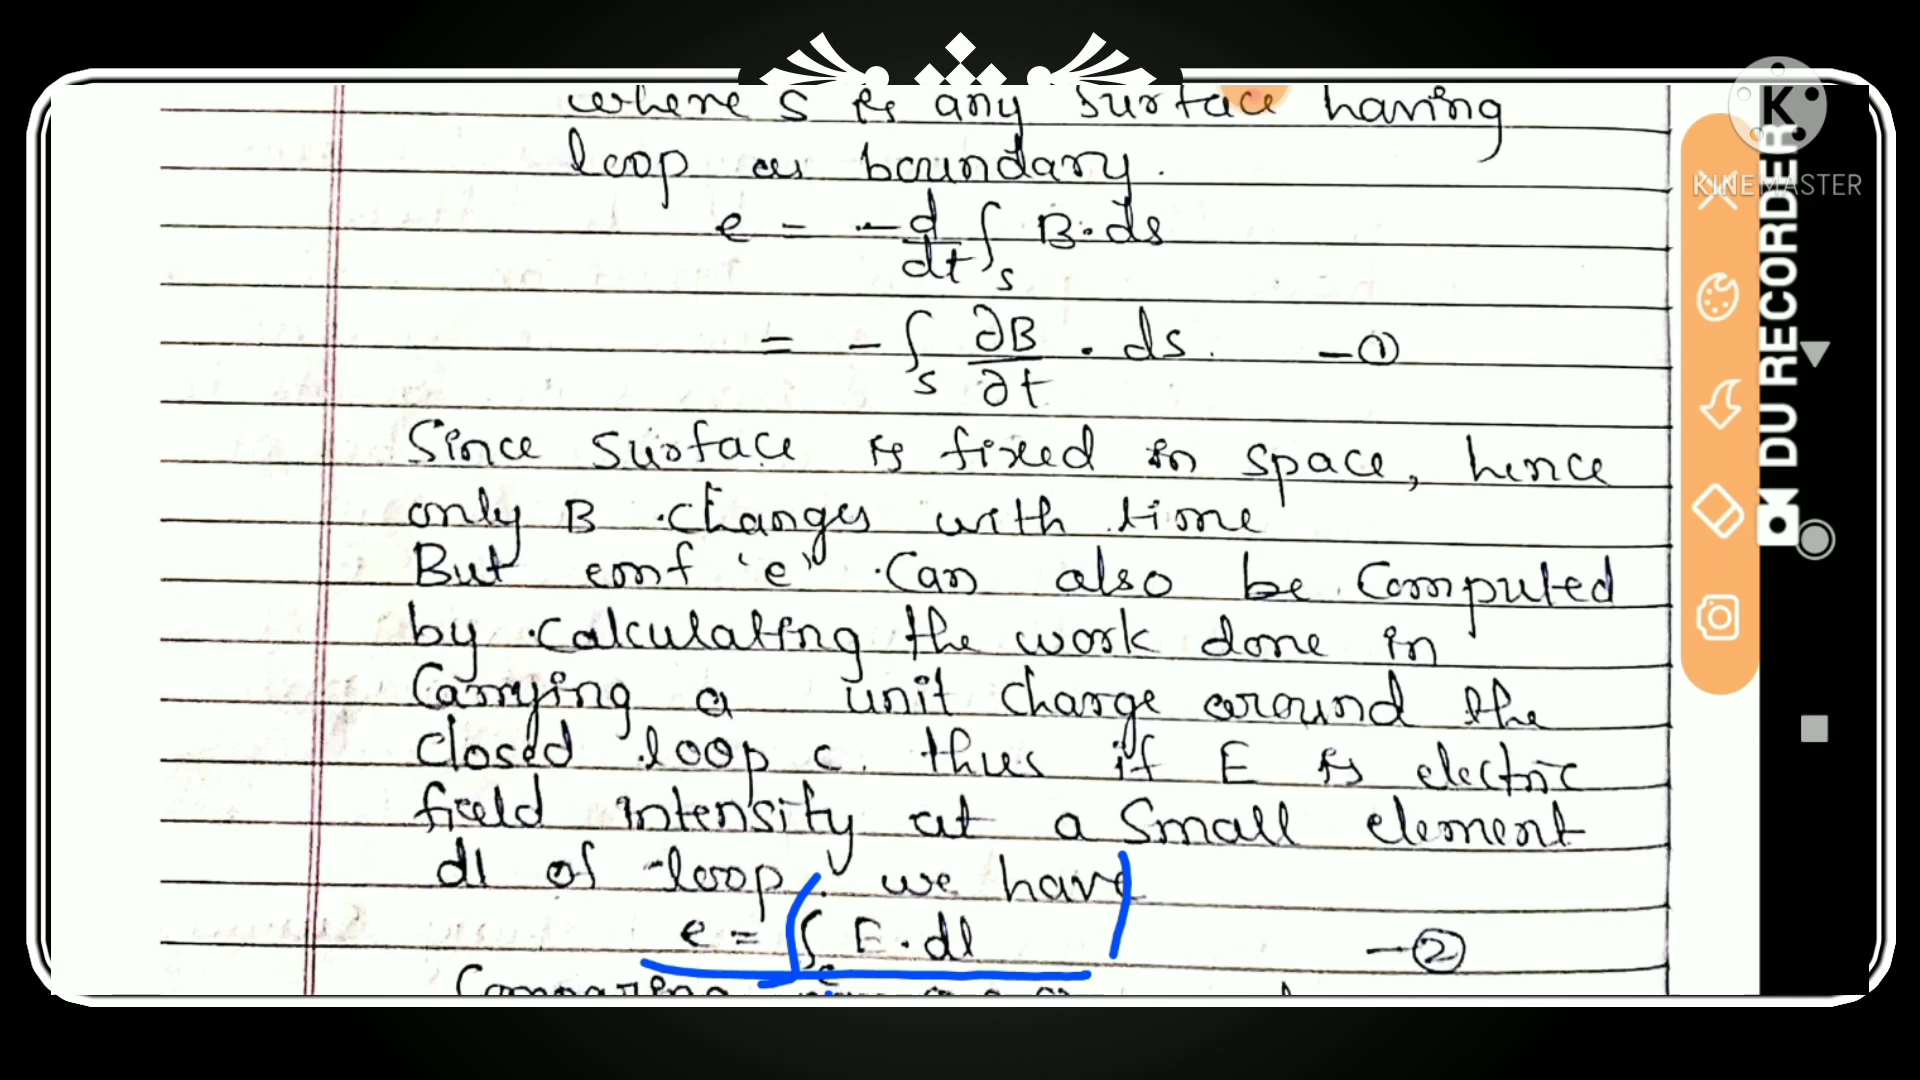 where S is any surface having
loop as boundary.
e = -d/dt ∫s B.ds
= - ∫s ∂B/∂t . ds. -①
Since surface is fixed in space, hence
only B changes with time
But emf 'e' can also be computed
by calculating the work done in
Carrying a unit charge around the
closed loop c. thus if E is electric
field intensity at a small element
dl of loop. we have
e = ∫c E.dl -②
Comparing
K
KINEMASTER
DU RECORDER